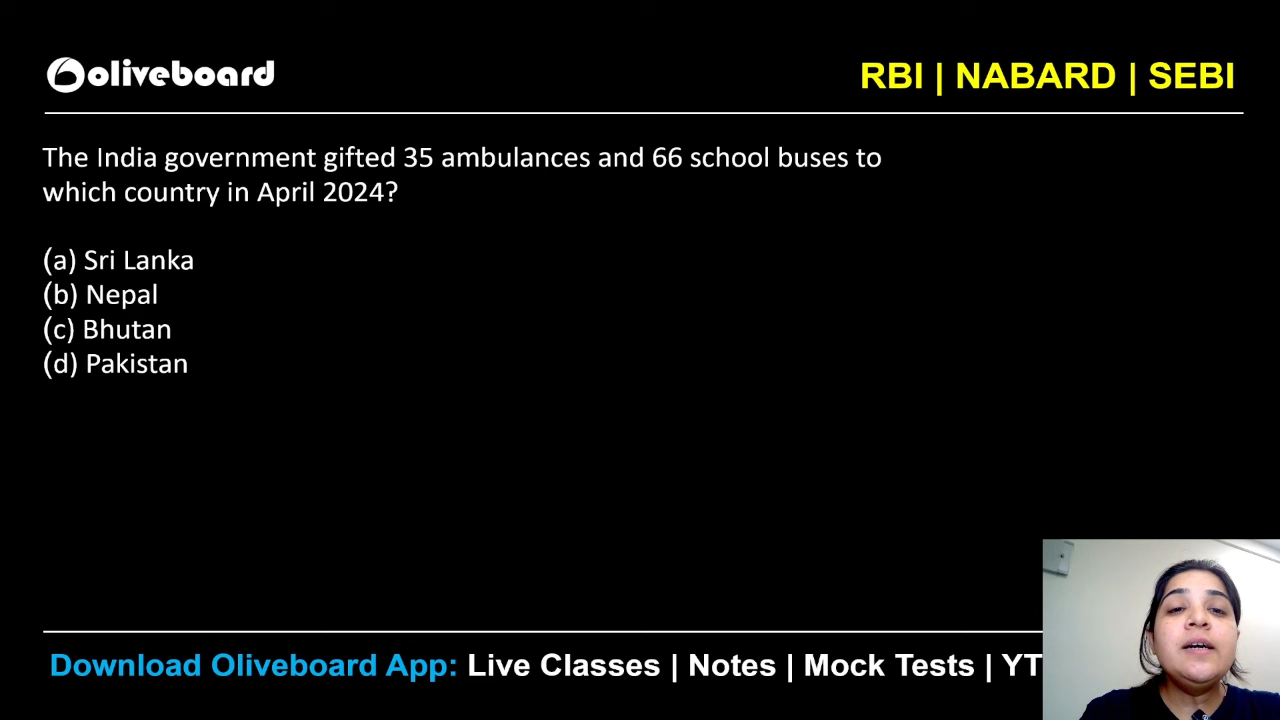 oliveboard
RBI | NABARD | SEBI
The India government gifted 35 ambulances and 66 school buses to
which country in April 2024?
(a) Sri Lanka
(b) Nepal
(c) Bhutan
(d) Pakistan
Download Oliveboard App: Live Classes | Notes | Mock Tests | YT